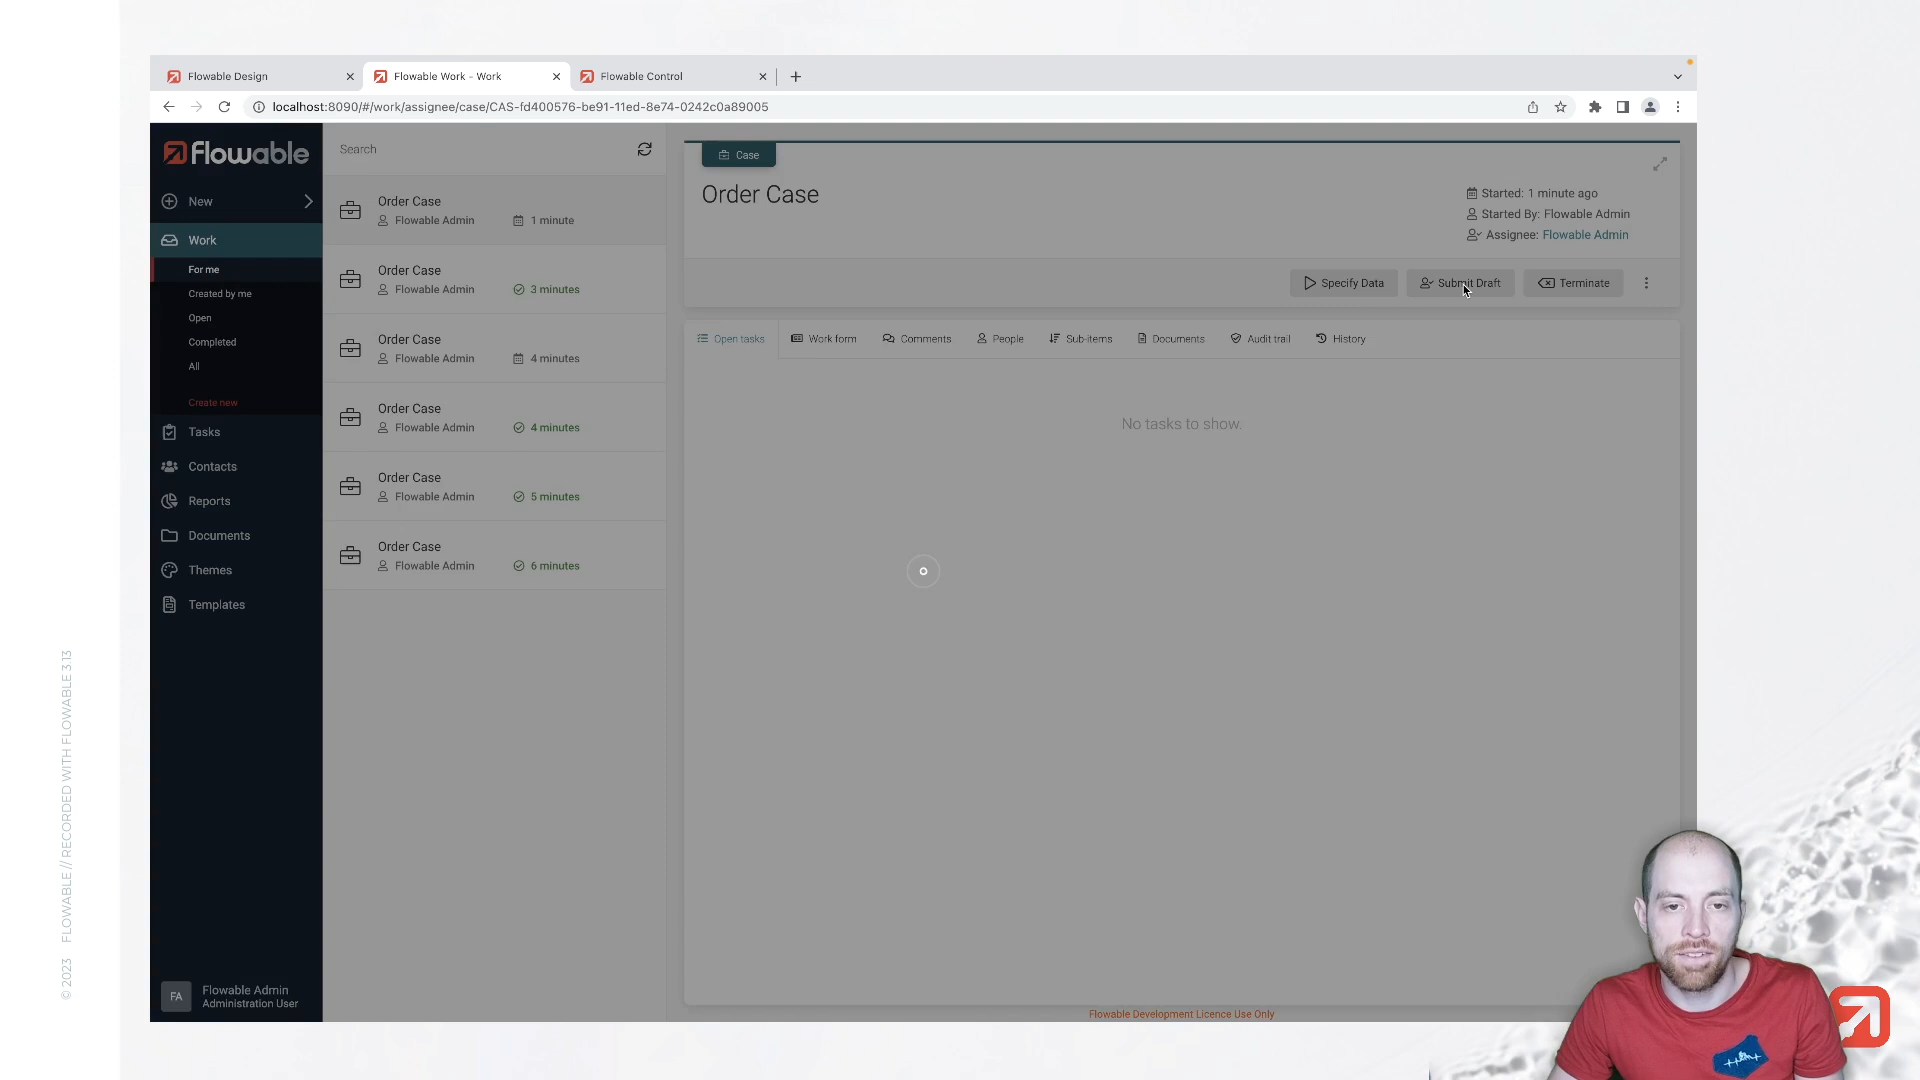 Flowable Design
Flowable Work - Work
Flowable Control
localhost:8090/#/work/assignee/case/CAS-fd400576-be91-11ed-8e74-0242c0a89005
Flowable
New
Work
For me
Created by me
Open
Completed
All
Create new
Tasks
Contacts
Reports
Documents
Themes
Templates
FA
Flowable Admin
Administration User
Search
Order Case
Flowable Admin 1 minute
Order Case
Flowable Admin 3 minutes
Order Case
Flowable Admin 4 minutes
Order Case
Flowable Admin 4 minutes
Order Case
Flowable Admin 5 minutes
Order Case
Flowable Admin 6 minutes
Case
Order Case
Started: 1 minute ago
Started By: Flowable Admin
Assignee: Flowable Admin
Specify Data Submit Draft Terminate
Open tasks Work form Comments People Sub-items Documents Audit trail History
No tasks to show.
Flowable Development Licence Use Only
© 2023 FLOWABLE // RECORDED WITH FLOWABLE 3.13